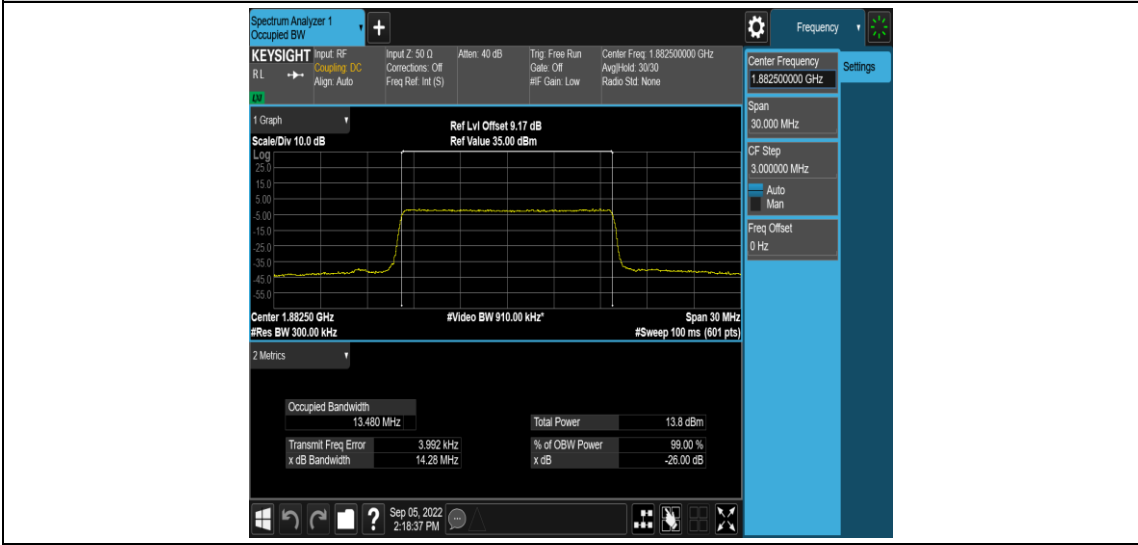 Spectrum Analyzer 1
Occupied BW
+
Frequency
KEYSIGHT
RL
LM
Input: RF
Coupling: DC
Align: Auto
Input Z: 50 Ω
Corrections: Off
Freq Ref: Int (S)
Atten: 40 dB
Trig: Free Run
Gate: Off
#IF Gain: Low
Center Freq: 1.882500000 GHz
Avg|Hold: 30/30
Radio Std: None
Center Frequency
1.882500000 GHz
Settings
Span
30.000 MHz
CF Step
3.000000 MHz
Auto
Man
Freq Offset
0 Hz
1 Graph
Scale/Div 10.0 dB
Ref Lvl Offset 9.17 dB
Ref Value 35.00 dBm
Log
25.0
15.0
5.00
-5.00
-15.0
-25.0
-35.0
-45.0
-55.0
Center 1.88250 GHz
#Video BW 910.00 kHz*
Span 30 MHz
#Res BW 300.00 kHz
#Sweep 100 ms (601 pts)
2 Metrics
Occupied Bandwidth
13.480 MHz
Total Power 13.8 dBm
Transmit Freq Error 3.992 kHz
% of OBW Power 99.00 %
x dB Bandwidth 14.28 MHz
x dB -26.00 dB
?
Sep 05, 2022
2:18:37 PM